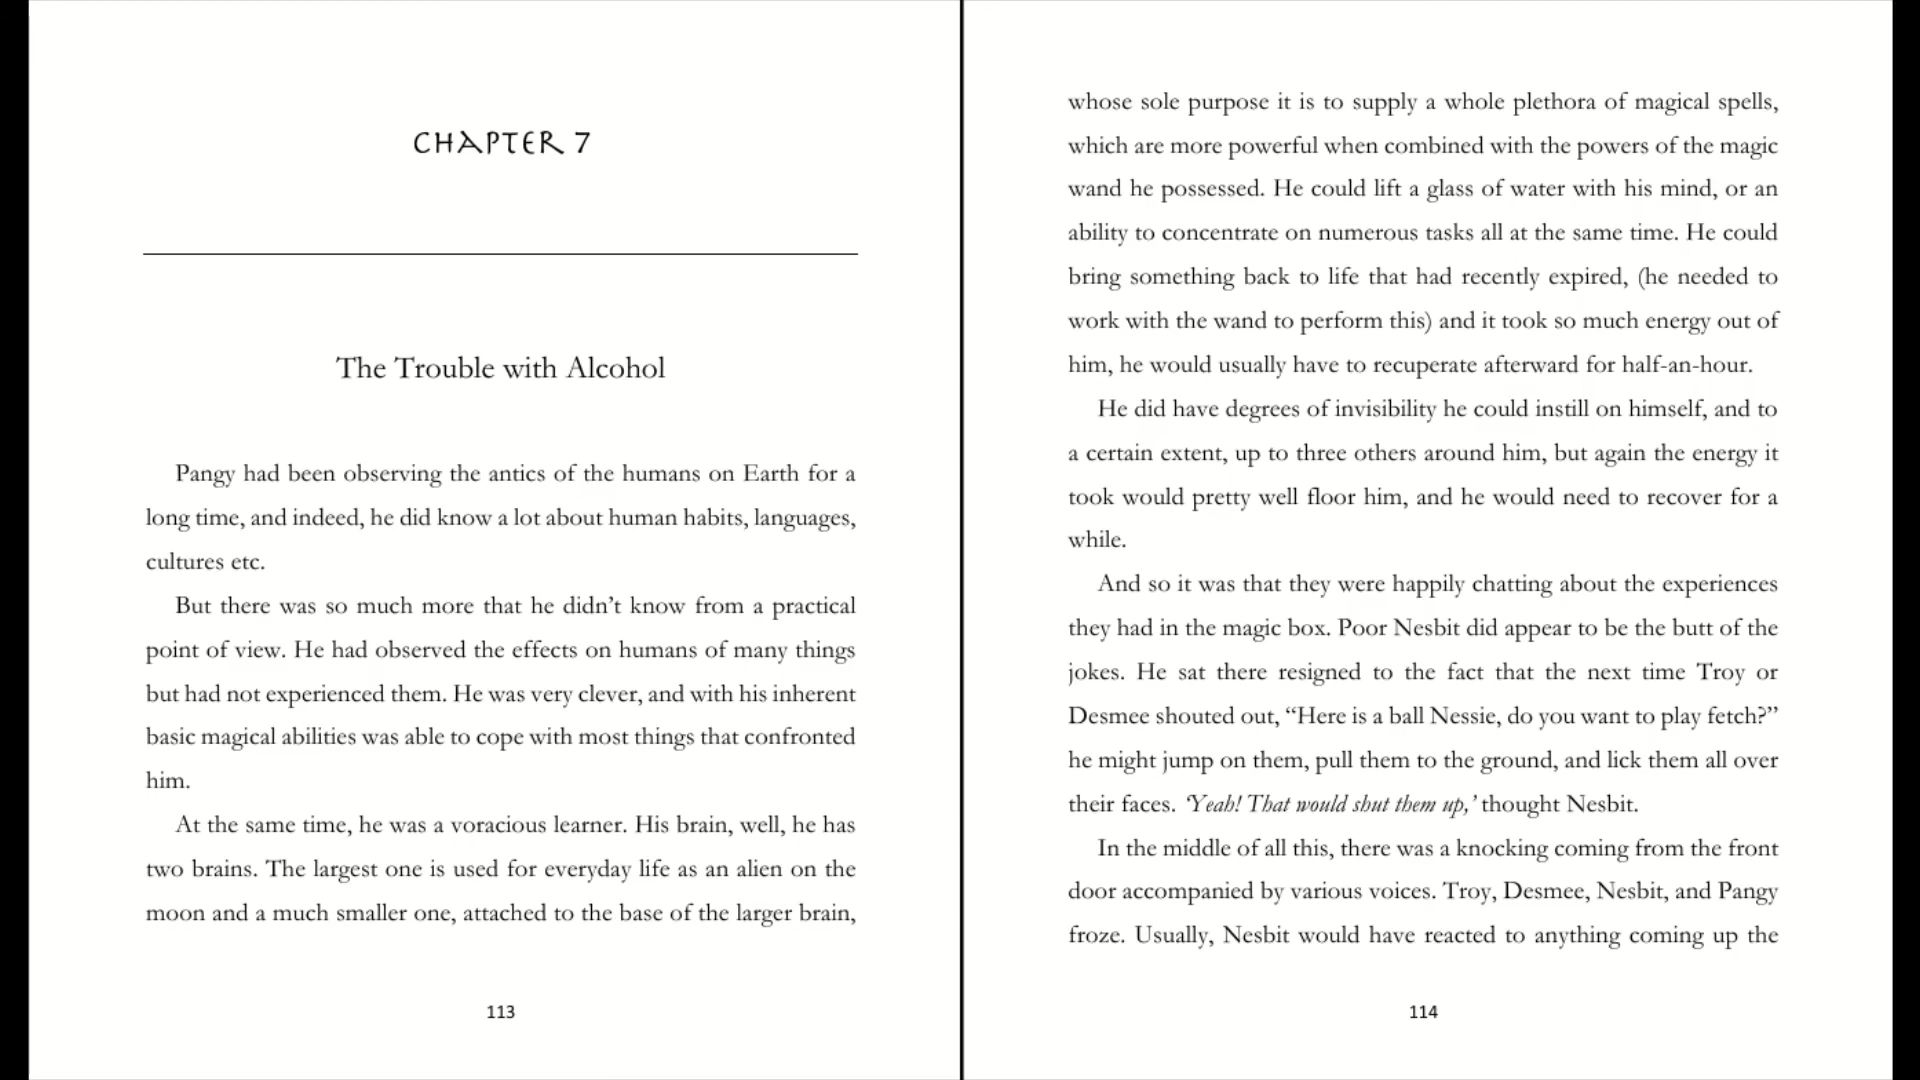 CHAPTER 7
The Trouble with Alcohol
Pangy had been observing the antics of the humans on Earth for a
long time, and indeed, he did know a lot about human habits, languages,
cultures etc.
But there was so much more that he didn’t know from a practical
point of view. He had observed the effects on humans of many things
but had not experienced them. He was very clever, and with his inherent
basic magical abilities was able to cope with most things that confronted
him.
At the same time, he was a voracious learner. His brain, well, he has
two brains. The largest one is used for everyday life as an alien on the
moon and a much smaller one, attached to the base of the larger brain,
113
whose sole purpose it is to supply a whole plethora of magical spells,
which are more powerful when combined with the powers of the magic
wand he possessed. He could lift a glass of water with his mind, or an
ability to concentrate on numerous tasks all at the same time. He could
bring something back to life that had recently expired, (he needed to
work with the wand to perform this) and it took so much energy out of
him, he would usually have to recuperate afterward for half-an-hour.
He did have degrees of invisibility he could instill on himself, and to
a certain extent, up to three others around him, but again the energy it
took would pretty well floor him, and he would need to recover for a
while.
And so it was that they were happily chatting about the experiences
they had in the magic box. Poor Nesbit did appear to be the butt of the
jokes. He sat there resigned to the fact that the next time Troy or
Desmee shouted out, “Here is a ball Nessie, do you want to play fetch?”
he might jump on them, pull them to the ground, and lick them all over
their faces. ‘Yeah! That would shut them up,’ thought Nesbit.
In the middle of all this, there was a knocking coming from the front
door accompanied by various voices. Troy, Desmee, Nesbit, and Pangy
froze. Usually, Nesbit would have reacted to anything coming up the
114